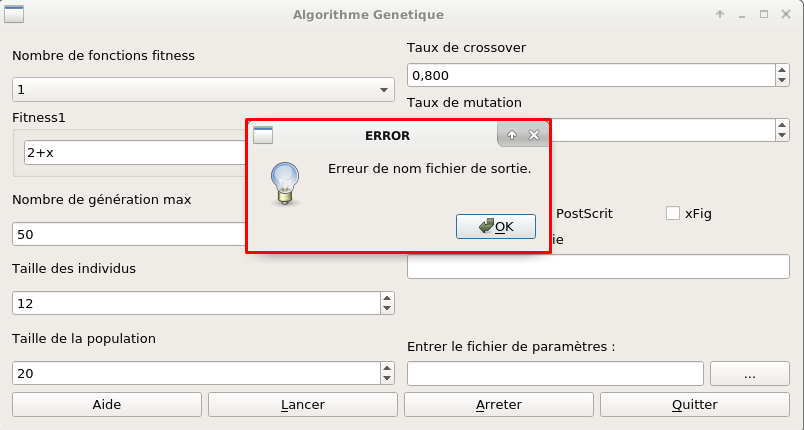 Algorithme Genetique
Nombre de fonctions fitness
1
Fitness1
2+x
Nombre de génération max
50
Taille des individus
12
Taille de la population
20
Taux de crossover
0,800
Taux de mutation
ERROR
Erreur de nom fichier de sortie.
OK
PostScrit
xFig
ie
Entrer le fichier de paramètres :
...
Aide
Lancer
Arreter
Quitter